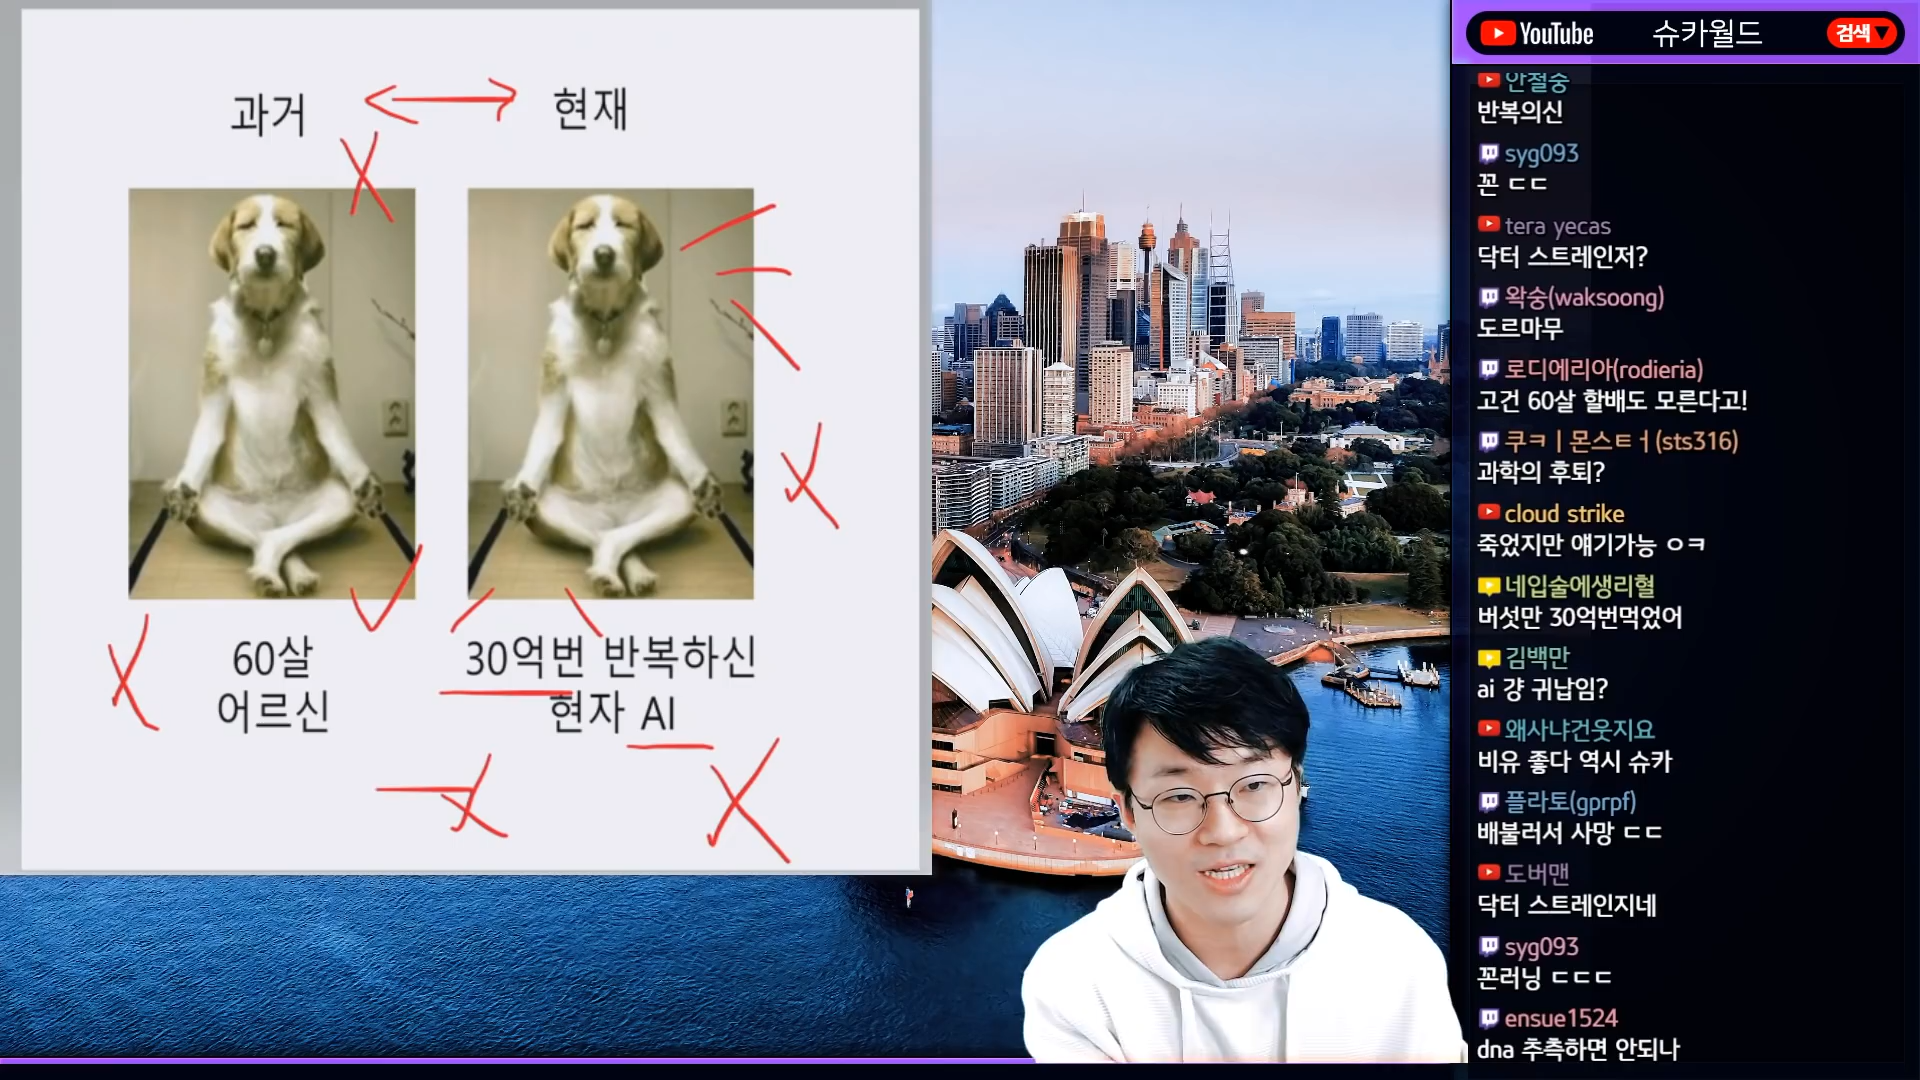 과거
현재
60살
어르신
30억번 반복하신
현자 AI
YouTube 슈카월드 검색▼
안철중
반복의신
syg093
꼰 ㄷㄷ
tera yecas
닥터 스트레인저?
왁숭(waksoong)
도르마무
로디에리아(rodieria)
고건 60살 할배도 모른다고!
쿠ㅋㅣ몬스ㅌㅓ(sts316)
과학의 후퇴?
cloud strike
죽었지만 얘기가능 ㅇㅋ
네입술에생리혈
버섯만 30억번먹었어
김백만
ai 걍 귀납임?
왜사냐건웃지요
비유 좋다 역시 슈카
플라토(gprpf)
배불러서 사망 ㄷㄷ
도버맨
닥터 스트레인지네
syg093
꼰러닝 ㄷㄷㄷ
ensue1524
dna 추측하면 안되나